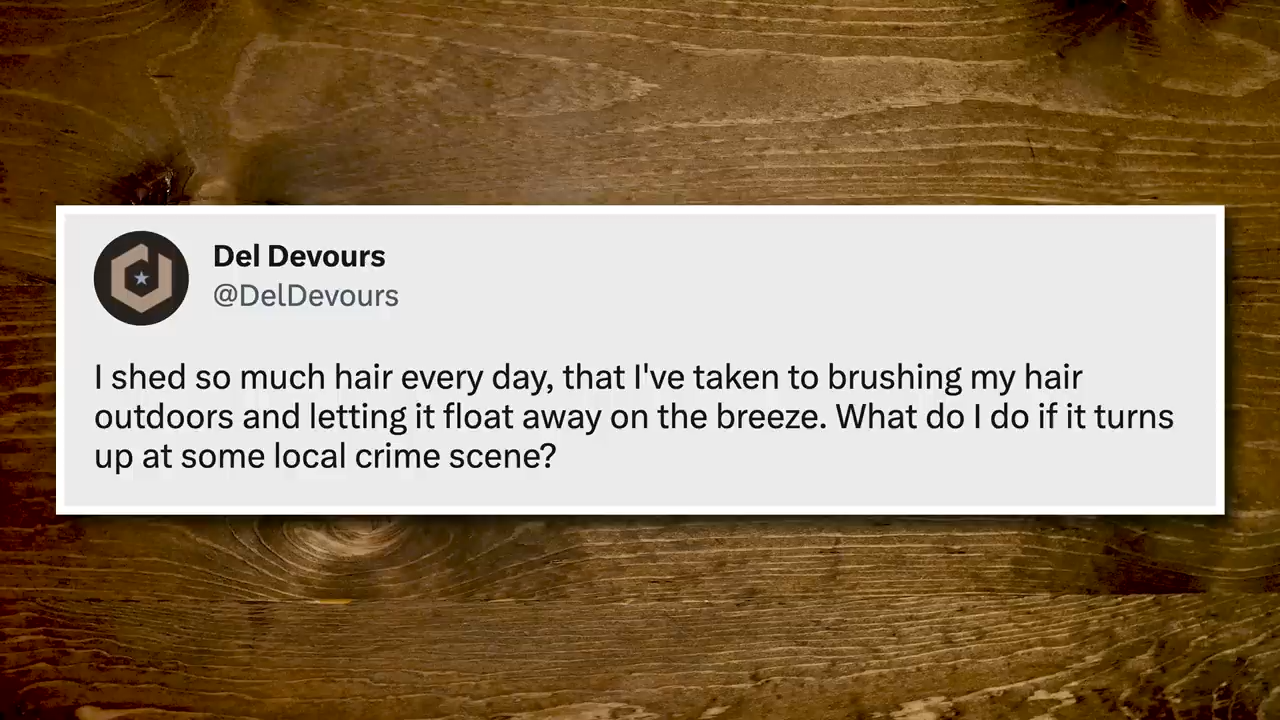 Del Devours
@DelDevours
I shed so much hair every day, that I've taken to brushing my hair
outdoors and letting it float away on the breeze. What do I do if it turns
up at some local crime scene?